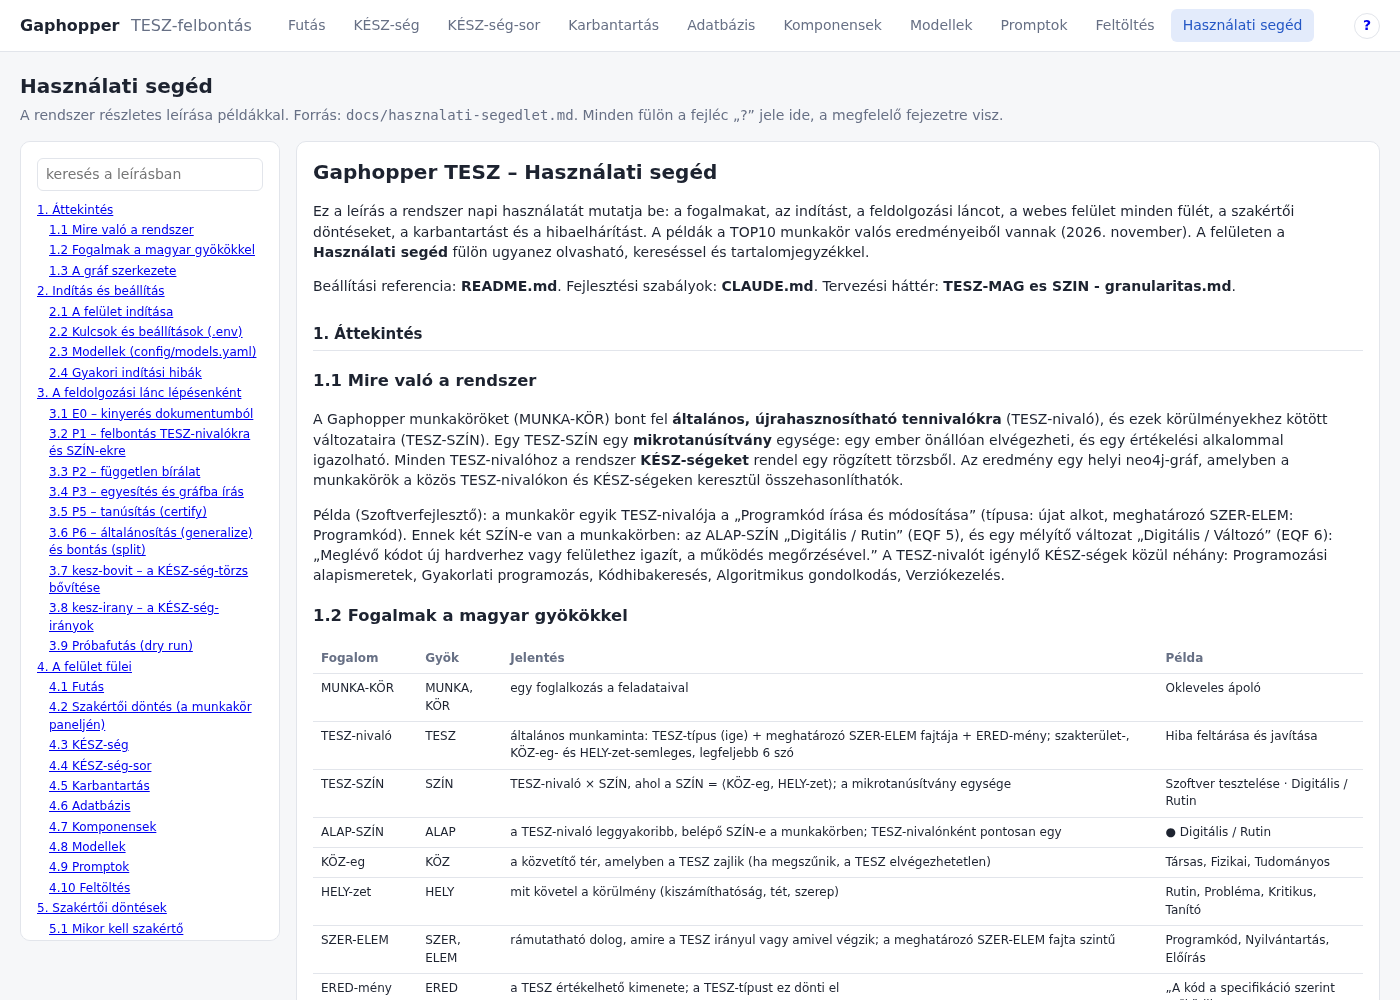 Gaphopper TESZ-felbontás Futás KÉSZ-ség KÉSZ-ség-sor Karbantartás Adatbázis Komponensek Modellek Promptok Feltöltés Használati segéd ?
Használati segéd
A rendszer részletes leírása példákkal. Forrás: docs/hasznalati-segedlet.md. Minden fülön a fejléc „?” jele ide, a megfelelő fejezetre visz.
keresés a leírásban
1. Áttekintés
1.1 Mire való a rendszer
1.2 Fogalmak a magyar gyökökkel
1.3 A gráf szerkezete
2. Indítás és beállítás
2.1 A felület indítása
2.2 Kulcsok és beállítások (.env)
2.3 Modellek (config/models.yaml)
2.4 Gyakori indítási hibák
3. A feldolgozási lánc lépésenként
3.1 E0 – kinyerés dokumentumból
3.2 P1 – felbontás TESZ-nivalókra
és SZÍN-ekre
3.3 P2 – független bírálat
3.4 P3 – egyesítés és gráfba írás
3.5 P5 – tanúsítás (certify)
3.6 P6 – általánosítás (generalize)
és bontás (split)
3.7 kesz-bovit – a KÉSZ-ség-törzs
bővítése
3.8 kesz-irany – a KÉSZ-ség-
irányok
3.9 Próbafutás (dry run)
4. A felület fülei
4.1 Futás
4.2 Szakértői döntés (a munkakör
paneljén)
4.3 KÉSZ-ség
4.4 KÉSZ-ség-sor
4.5 Karbantartás
4.6 Adatbázis
4.7 Komponensek
4.8 Modellek
4.9 Promptok
4.10 Feltöltés
5. Szakértői döntések
5.1 Mikor kell szakértő
Gaphopper TESZ – Használati segéd
Ez a leírás a rendszer napi használatát mutatja be: a fogalmakat, az indítást, a feldolgozási láncot, a webes felület minden fülét, a szakértői
döntéseket, a karbantartást és a hibaelhárítást. A példák a TOP10 munkakör valós eredményeiből vannak (2026. november). A felületen a
Használati segéd fülön ugyanez olvasható, kereséssel és tartalomjegyzékkel.
Beállítási referencia: README.md. Fejlesztési szabályok: CLAUDE.md. Tervezési háttér: TESZ-MAG es SZIN - granularitas.md.
1. Áttekintés
1.1 Mire való a rendszer
A Gaphopper munkaköröket (MUNKA-KÖR) bont fel általános, újrahasznosítható tennivalókra (TESZ-nivaló), és ezek körülményekhez kötött
változataira (TESZ-SZÍN). Egy TESZ-SZÍN egy mikrotanúsítvány egysége: egy ember önállóan elvégezheti, és egy értékelési alkalommal
igazolható. Minden TESZ-nivalóhoz a rendszer KÉSZ-ségeket rendel egy rögzített törzsből. Az eredmény egy helyi neo4j-gráf, amelyben a
munkakörök a közös TESZ-nivalókon és KÉSZ-ségeken keresztül összehasonlíthatók.
Példa (Szoftverfejlesztő): a munkakör egyik TESZ-nivalója a „Programkód írása és módosítása” (típusa: újat alkot, meghatározó SZER-ELEM:
Programkód). Ennek két SZÍN-e van a munkakörben: az ALAP-SZÍN „Digitális / Rutin” (EQF 5), és egy mélyítő változat „Digitális / Változó” (EQF 6):
„Meglévő kódot új hardverhez vagy felülethez igazít, a működés megőrzésével.” A TESZ-nivalót igénylő KÉSZ-ségek közül néhány: Programozási
alapismeretek, Gyakorlati programozás, Kódhibakeresés, Algoritmikus gondolkodás, Verziókezelés.
1.2 Fogalmak a magyar gyökökkel
Fogalom Gyök Jelentés Példa
MUNKA-KÖR MUNKA, egy foglalkozás a feladataival Okleveles ápoló
KÖR
TESZ-nivaló TESZ általános munkaminta: TESZ-típus (ige) + meghatározó SZER-ELEM fajtája + ERED-mény; szakterület-, Hiba feltárása és javítása
KÖZ-eg- és HELY-zet-semleges, legfeljebb 6 szó
TESZ-SZÍN SZÍN TESZ-nivaló × SZÍN, ahol a SZÍN = ⟨KÖZ-eg, HELY-zet⟩; a mikrotanúsítvány egysége Szoftver tesztelése · Digitális /
Rutin
ALAP-SZÍN ALAP a TESZ-nivaló leggyakoribb, belépő SZÍN-e a munkakörben; TESZ-nivalónként pontosan egy ● Digitális / Rutin
KÖZ-eg KÖZ a közvetítő tér, amelyben a TESZ zajlik (ha megszűnik, a TESZ elvégezhetetlen) Társas, Fizikai, Tudományos
HELY-zet HELY mit követel a körülmény (kiszámíthatóság, tét, szerep) Rutin, Probléma, Kritikus,
Tanító
SZER-ELEM SZER, rámutatható dolog, amire a TESZ irányul vagy amivel végzik; a meghatározó SZER-ELEM fajta szintű Programkód, Nyilvántartás,
ELEM Előírás
ERED-mény ERED a TESZ értékelhető kimenete; a TESZ-típust ez dönti el „A kód a specifikáció szerint